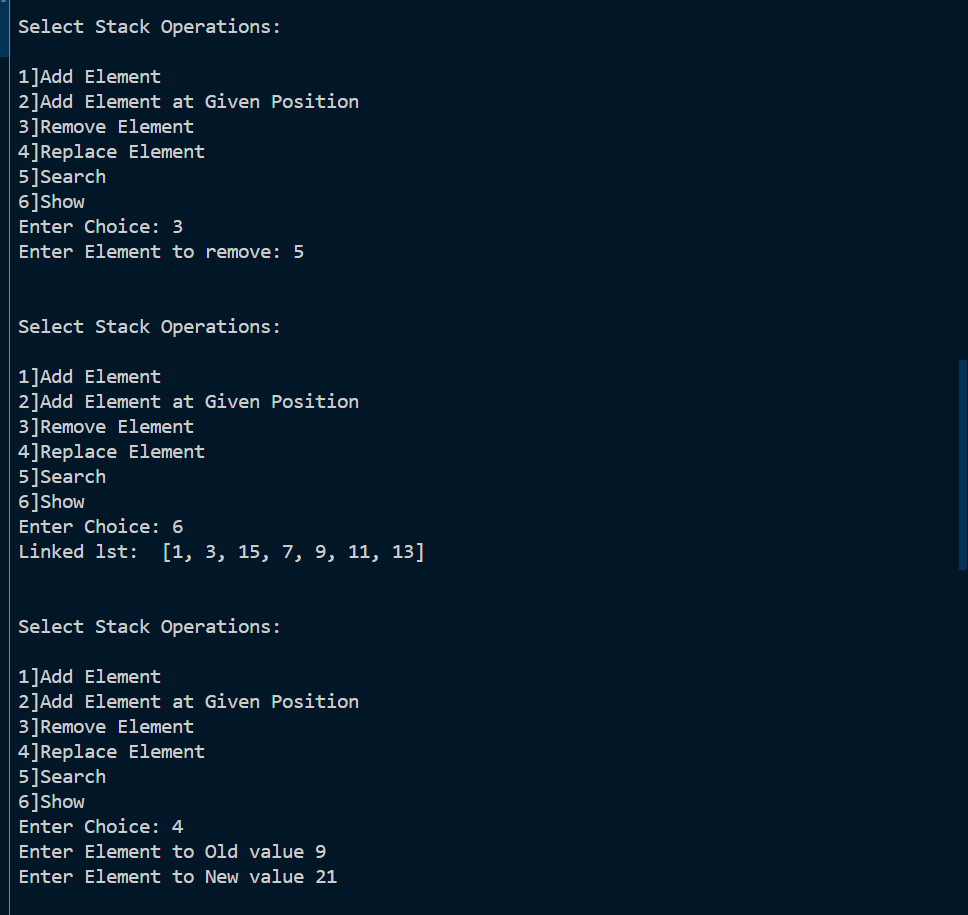 Select Stack Operations:
1]Add Element
2]Add Element at Given Position
3]Remove Element
4]Replace Element
5]Search
6]Show
Enter Choice: 3
Enter Element to remove: 5
Select Stack Operations:
1]Add Element
2]Add Element at Given Position
3]Remove Element
4]Replace Element
5]Search
6]Show
Enter Choice: 6
Linked lst:  [1, 3, 15, 7, 9, 11, 13]
Select Stack Operations:
1]Add Element
2]Add Element at Given Position
3]Remove Element
4]Replace Element
5]Search
6]Show
Enter Choice: 4
Enter Element to Old value 9
Enter Element to New value 21